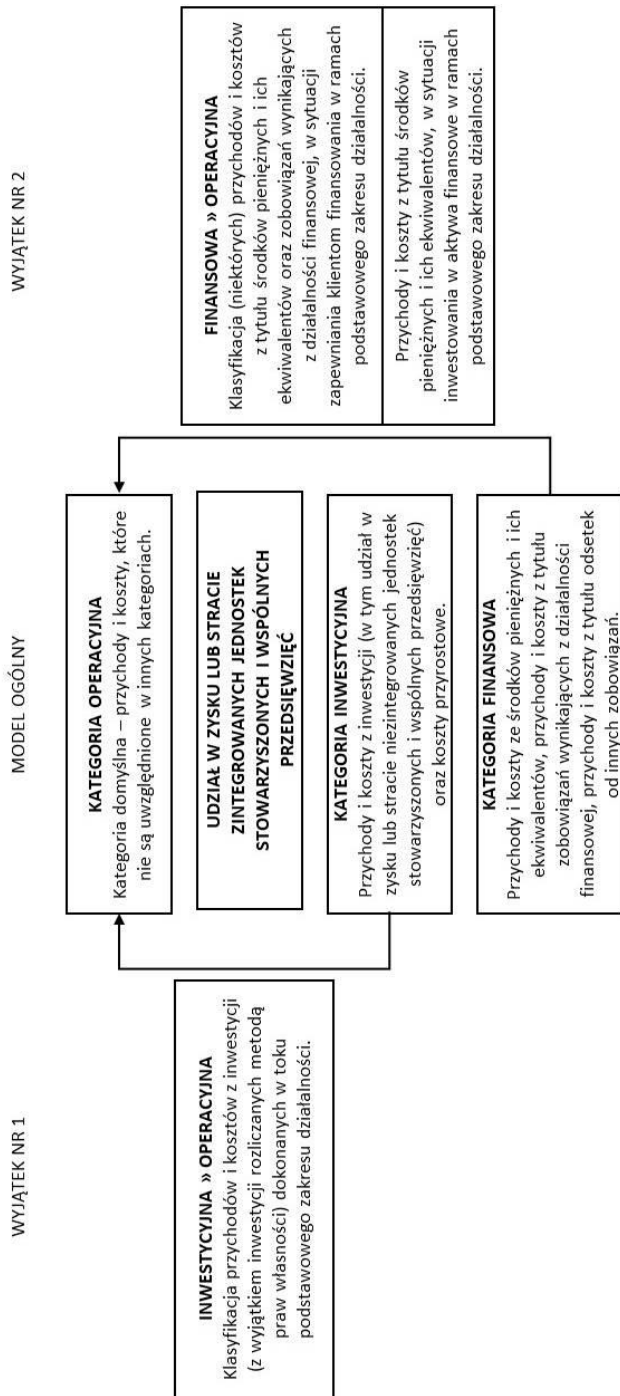 WYJĄTEK NR 1
INWESTYCYJNA » OPERACYJNA
Klasyfikacja przychodów i kosztów z inwestycji
(z wyjątkiem inwestycji rozliczanych metodą
praw własności) dokonanych w toku
podstawowego zakresu działalności.
MODEL OGÓLNY
KATEGORIA OPERACYJNA
Kategoria domyślna – przychody i koszty, które
nie są uwzględnione w innych kategoriach.
UDZIAŁ W ZYSKU LUB STRACIE
ZINTEGROWANYCH JEDNOSTEK
STOWARZYSZONYCH I WSPÓLNYCH
PRZEDSIĘWZIĘĆ
KATEGORIA INWESTYCYJNA
Przychody i koszty z inwestycji (w tym udział w
zysku lub stracie niezintegrowanych jednostek
stowarzyszonych i wspólnych przedsięwzięć)
oraz koszty przyrostowe.
KATEGORIA FINANSOWA
Przychody i koszty ze środków pieniężnych i ich
ekwiwalentów, przychody i koszty z tytułu
zobowiązań wynikających z działalności
finansowej, przychody i koszty z tytułu odsetek
od innych zobowiązań.
WYJĄTEK NR 2
FINANSOWA » OPERACYJNA
Klasyfikacja (niektórych) przychodów i kosztów
z tytułu środków pieniężnych i ich
ekwiwalentów oraz zobowiązań wynikających
z działalności finansowej, w sytuacji
zapewniania klientom finansowania w ramach
podstawowego zakresu działalności.
Przychody i koszty z tytułu środków
pieniężnych i ich ekwiwalentów, w sytuacji
inwestowania w aktywa finansowe w ramach
podstawowego zakresu działalności.